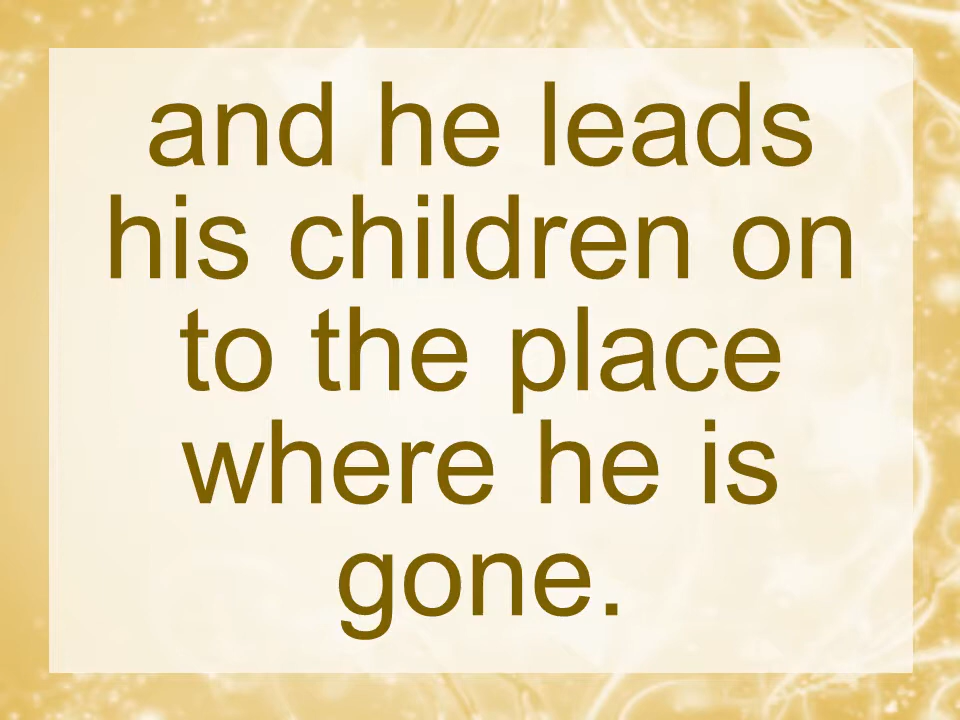 and he leads
his children on
to the place
where he is
gone.